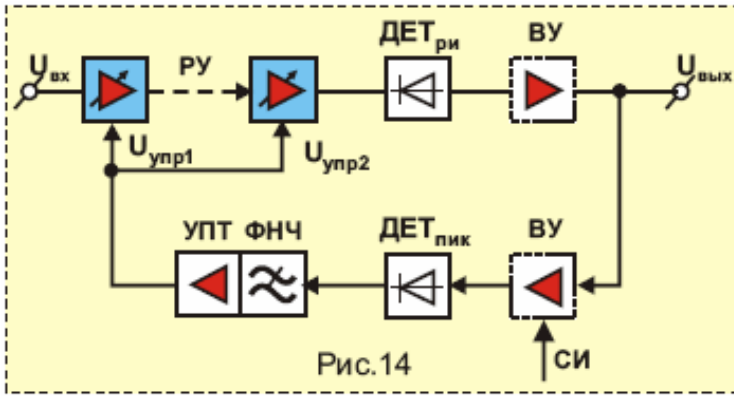 ДЕТри ВУ
Uвх РУ Uвых
Uупр1 Uупр2
УПТ ФНЧ ДЕТпик ВУ
СИ
Рис.14